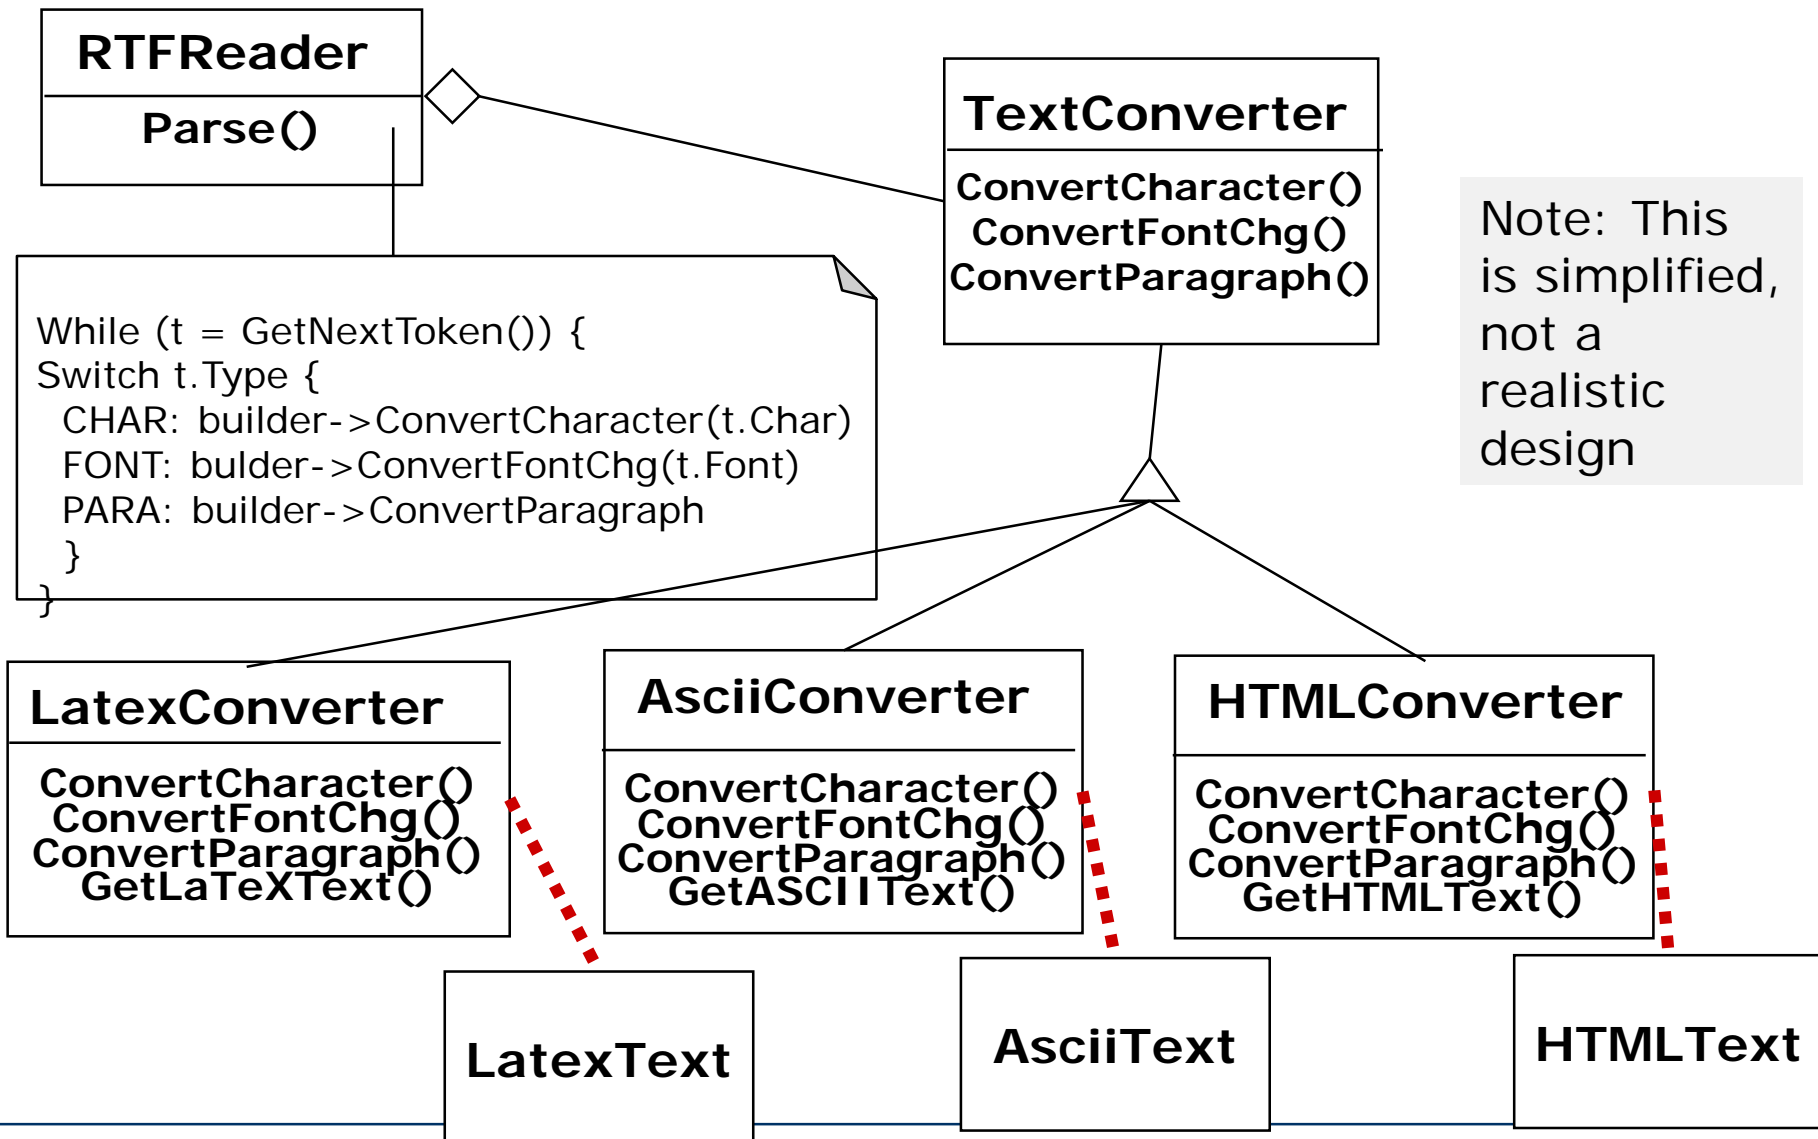 RTFReader
Parse()
TextConverter
ConvertCharacter()
ConvertFontChg()
ConvertParagraph()
Note: This
is simplified,
not a
realistic
design
While (t = GetNextToken()) {
Switch t.Type {
CHAR: builder->ConvertCharacter(t.Char)
FONT: bulder->ConvertFontChg(t.Font)
PARA: builder->ConvertParagraph
}
}
LatexConverter
ConvertCharacter()
ConvertFontChg()
ConvertParagraph()
GetLaTeXText()
AsciiConverter
ConvertCharacter()
ConvertFontChg()
ConvertParagraph()
GetASCIIText()
HTMLConverter
ConvertCharacter()
ConvertFontChg()
ConvertParagraph()
GetHTMLText()
LatexText
AsciiText
HTMLText